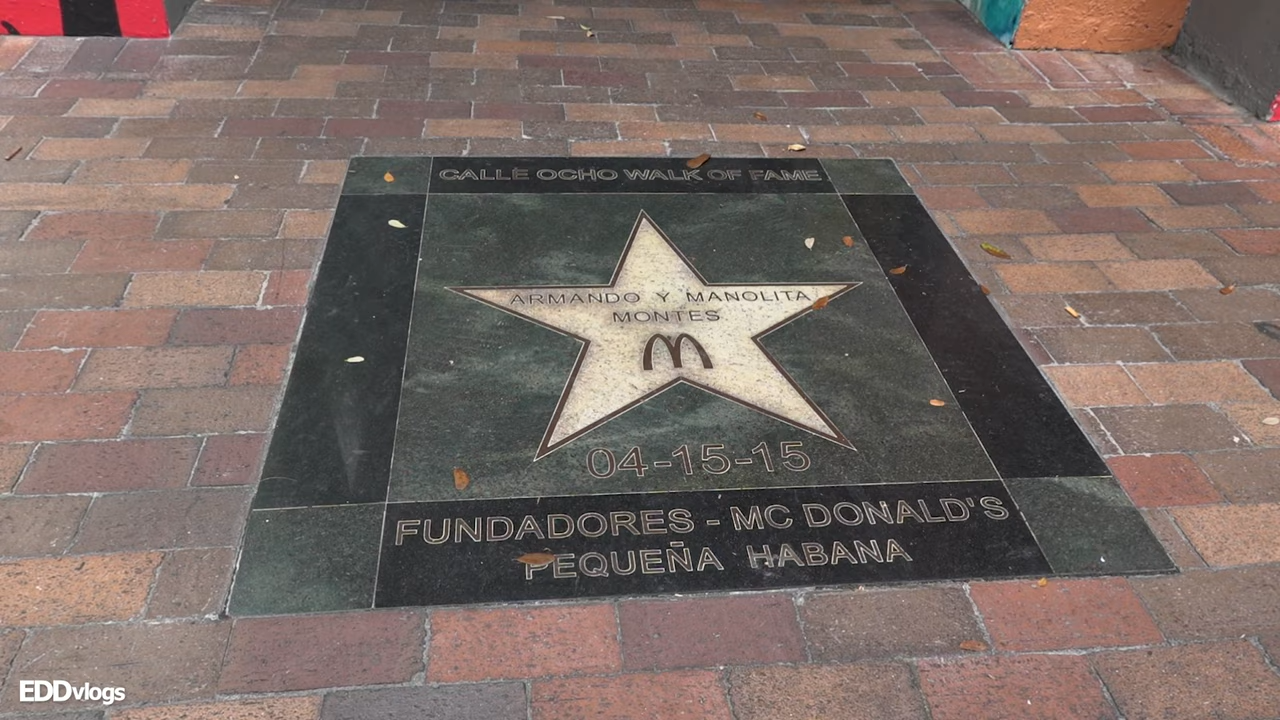 CALLE OCHO WALK OF FAME
ARMANDO Y MANOLITA
MONTES
04-15-15
FUNDADORES - MC DONALD'S
PEQUEÑA HABANA
EDDvlogs